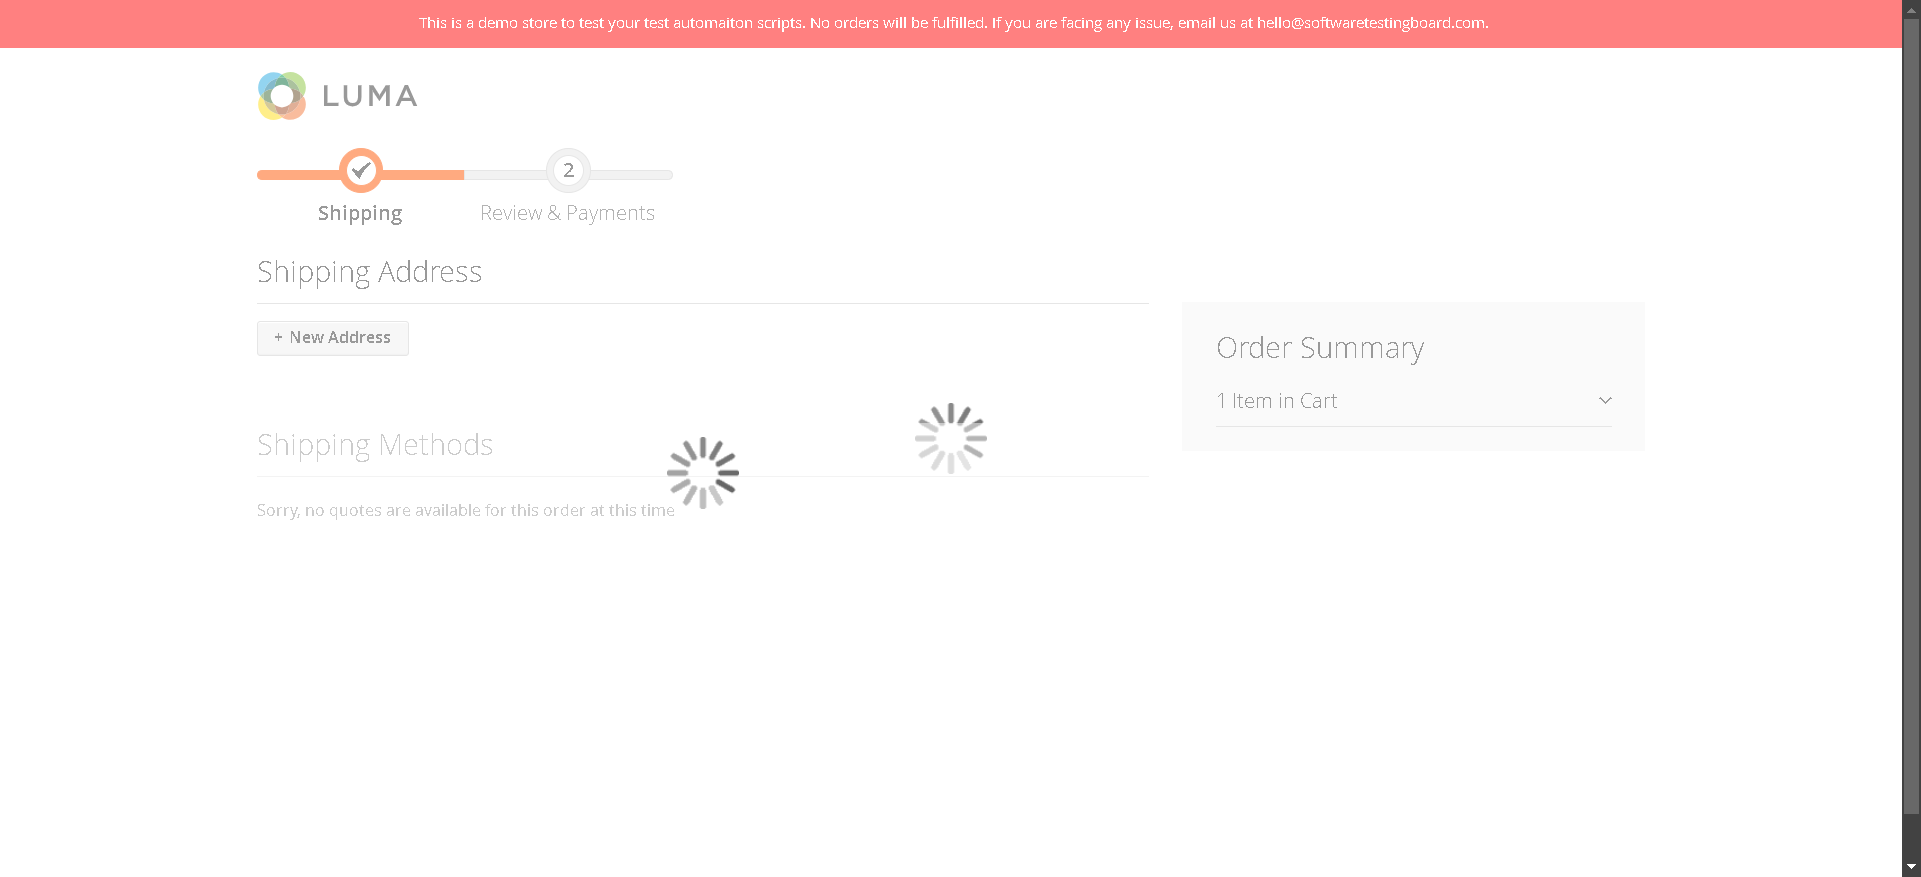 This is a demo store to test your test automaiton scripts. No orders will be fulfilled. If you are facing any issue, email us at hello@softwaretestingboard.com.
LUMA
2
Shipping
Review & Payments
Shipping Address
+ New Address
Order Summary
1 Item in Cart
Shipping Methods
Sorry, no quotes are available for this order at this time